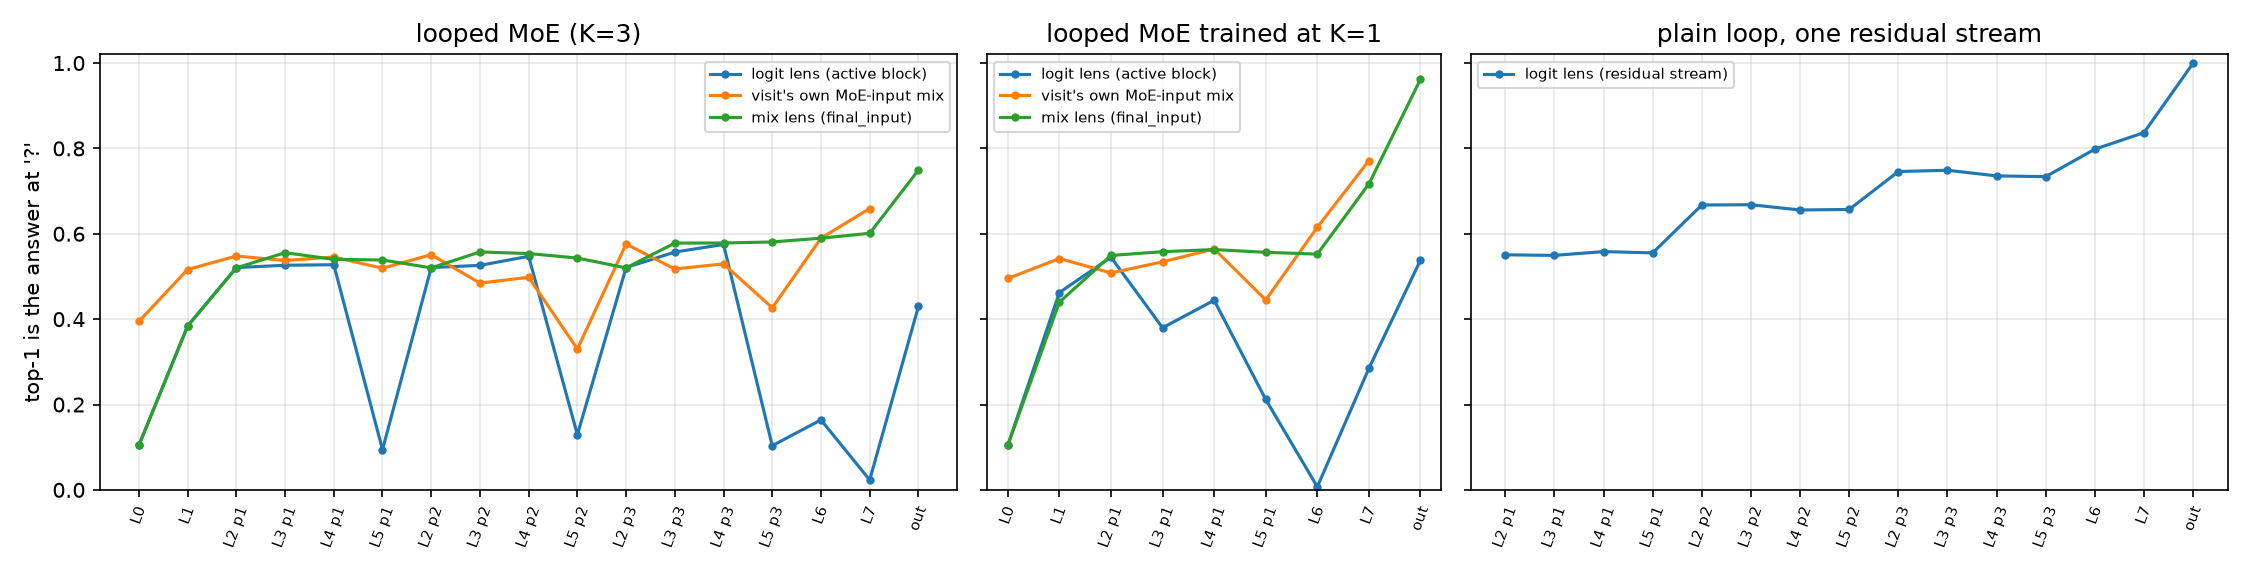 looped MoE (K=3)
looped MoE trained at K=1
plain loop, one residual stream
top-1 is the answer at '?'
1.0
0.8
0.6
0.4
0.2
0.0
logit lens (active block)
visit's own MoE-input mix
mix lens (final_input)
L0
L1
L2 p1
L3 p1
L4 p1
L5 p1
L2 p2
L3 p2
L4 p2
L5 p2
L2 p3
L3 p3
L4 p3
L5 p3
L6
L7
out
logit lens (active block)
visit's own MoE-input mix
mix lens (final_input)
L0
L1
L2 p1
L3 p1
L4 p1
L5 p1
L6
L7
out
logit lens (residual stream)
L2 p1
L3 p1
L4 p1
L5 p1
L2 p2
L3 p2
L4 p2
L5 p2
L2 p3
L3 p3
L4 p3
L5 p3
L6
L7
out